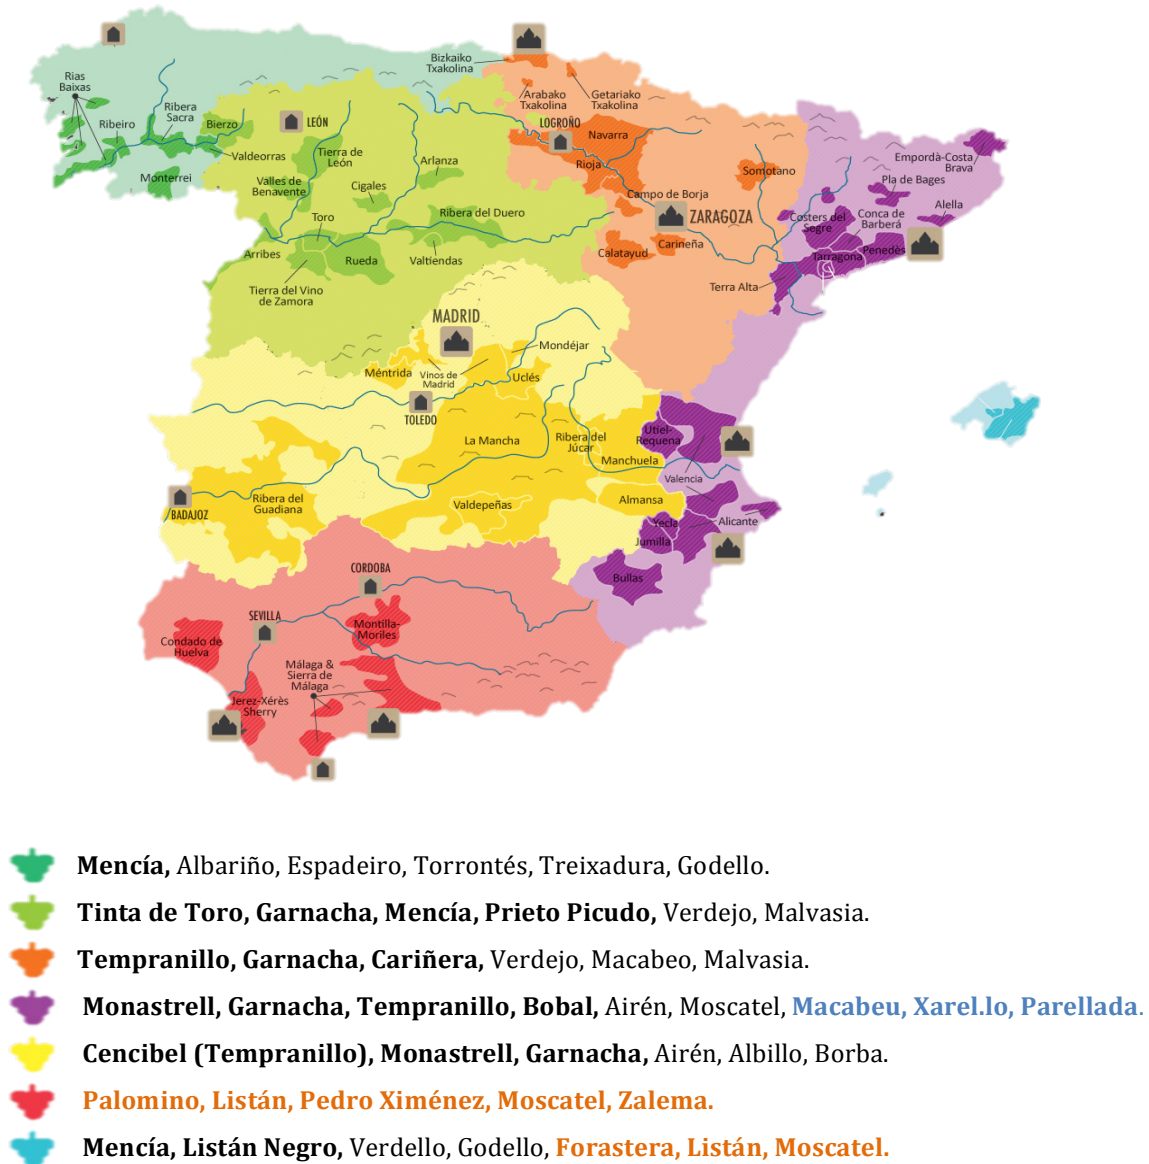 Bizkaiko
Txakolina
Rias
Baixas
Arabako
Txakolina
Getariako
Txakolina
Ribera
Sacra
Ribeiro
Bierzo
LEÓN
LOGROÑO
Navarra
Valdeorras
Tierra de
León
Arlanza
Rioja
Empordà-Costa
Brava
Monterrei
Valles de
Benavente
Cigales
Somotano
Pla de Bages
Campo de Borja
Alella
Toro
Ribera del Duero
ZARAGOZA
Costers del
Segre
Conca de
Barberá
Arribes
Rueda
Valtiendas
Calatayud
Carineña
Tarragona
Penedès
Tierra del Vino
de Zamora
Terra Alta
MADRID
Mondéjar
Méntrida
Vinos de
Madrid
Uclés
TOLEDO
La Mancha
Ribera del
Júcar
Utiel-
Requena
Manchuela
Valencia
Ribera del
Guadiana
Valdepeñas
Almansa
BADAJOZ
Yecla
Alicante
Jumilla
CORDOBA
Bullas
SEVILLA
Montilla-
Moriles
Condado de
Huelva
Málaga &
Sierra de
Málaga
Jerez-Xérès
Sherry
Mencía, Albariño, Espadeiro, Torrontés, Treixadura, Godello.
Tinta de Toro, Garnacha, Mencía, Prieto Picudo, Verdejo, Malvasia.
Tempranillo, Garnacha, Cariñera, Verdejo, Macabeo, Malvasia.
Monastrell, Garnacha, Tempranillo, Bobal, Airén, Moscatel, Macabeu, Xarel.lo, Parellada.
Cencibel (Tempranillo), Monastrell, Garnacha, Airén, Albillo, Borba.
Palomino, Listán, Pedro Ximénez, Moscatel, Zalema.
Mencía, Listán Negro, Verdello, Godello, Forastera, Listán, Moscatel.